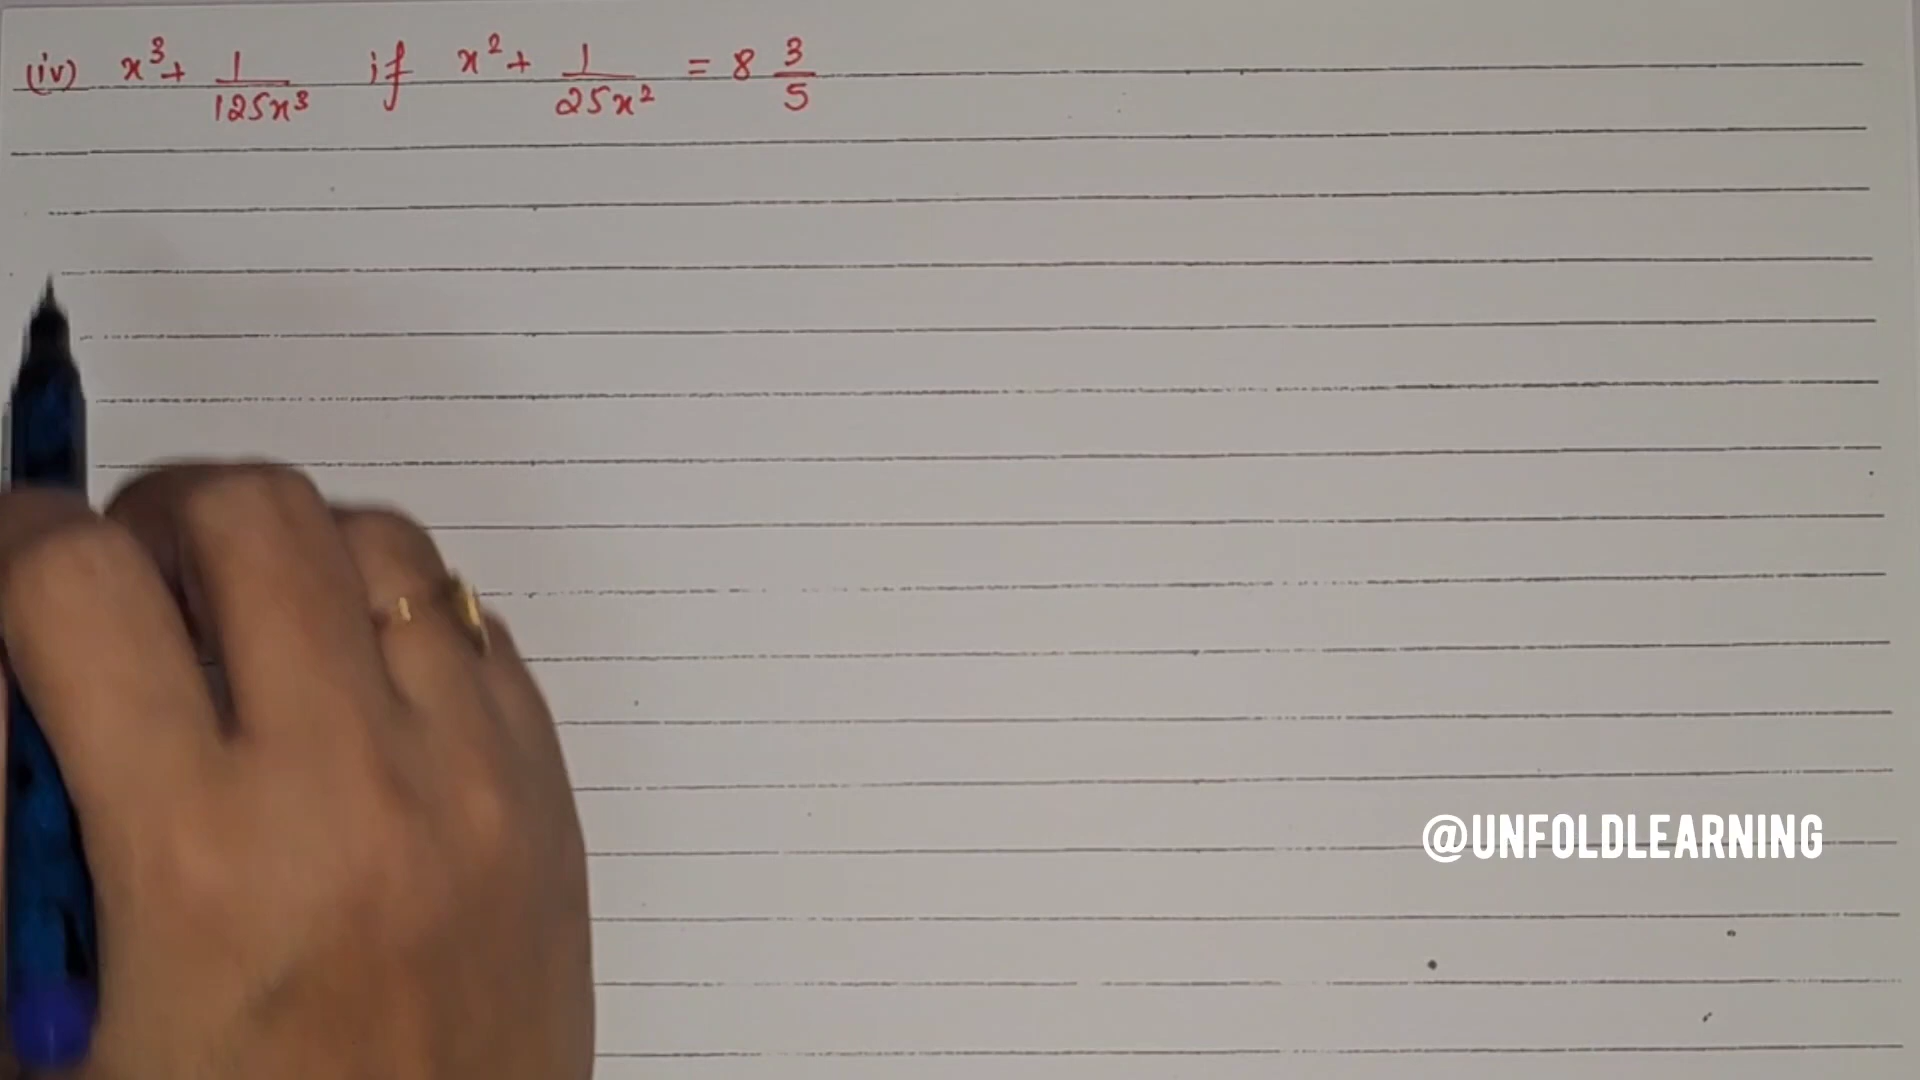 (iv) x³ + 1/125x³ if x² + 1/25x² = 8 3/5
@UNFOLDLEARNING